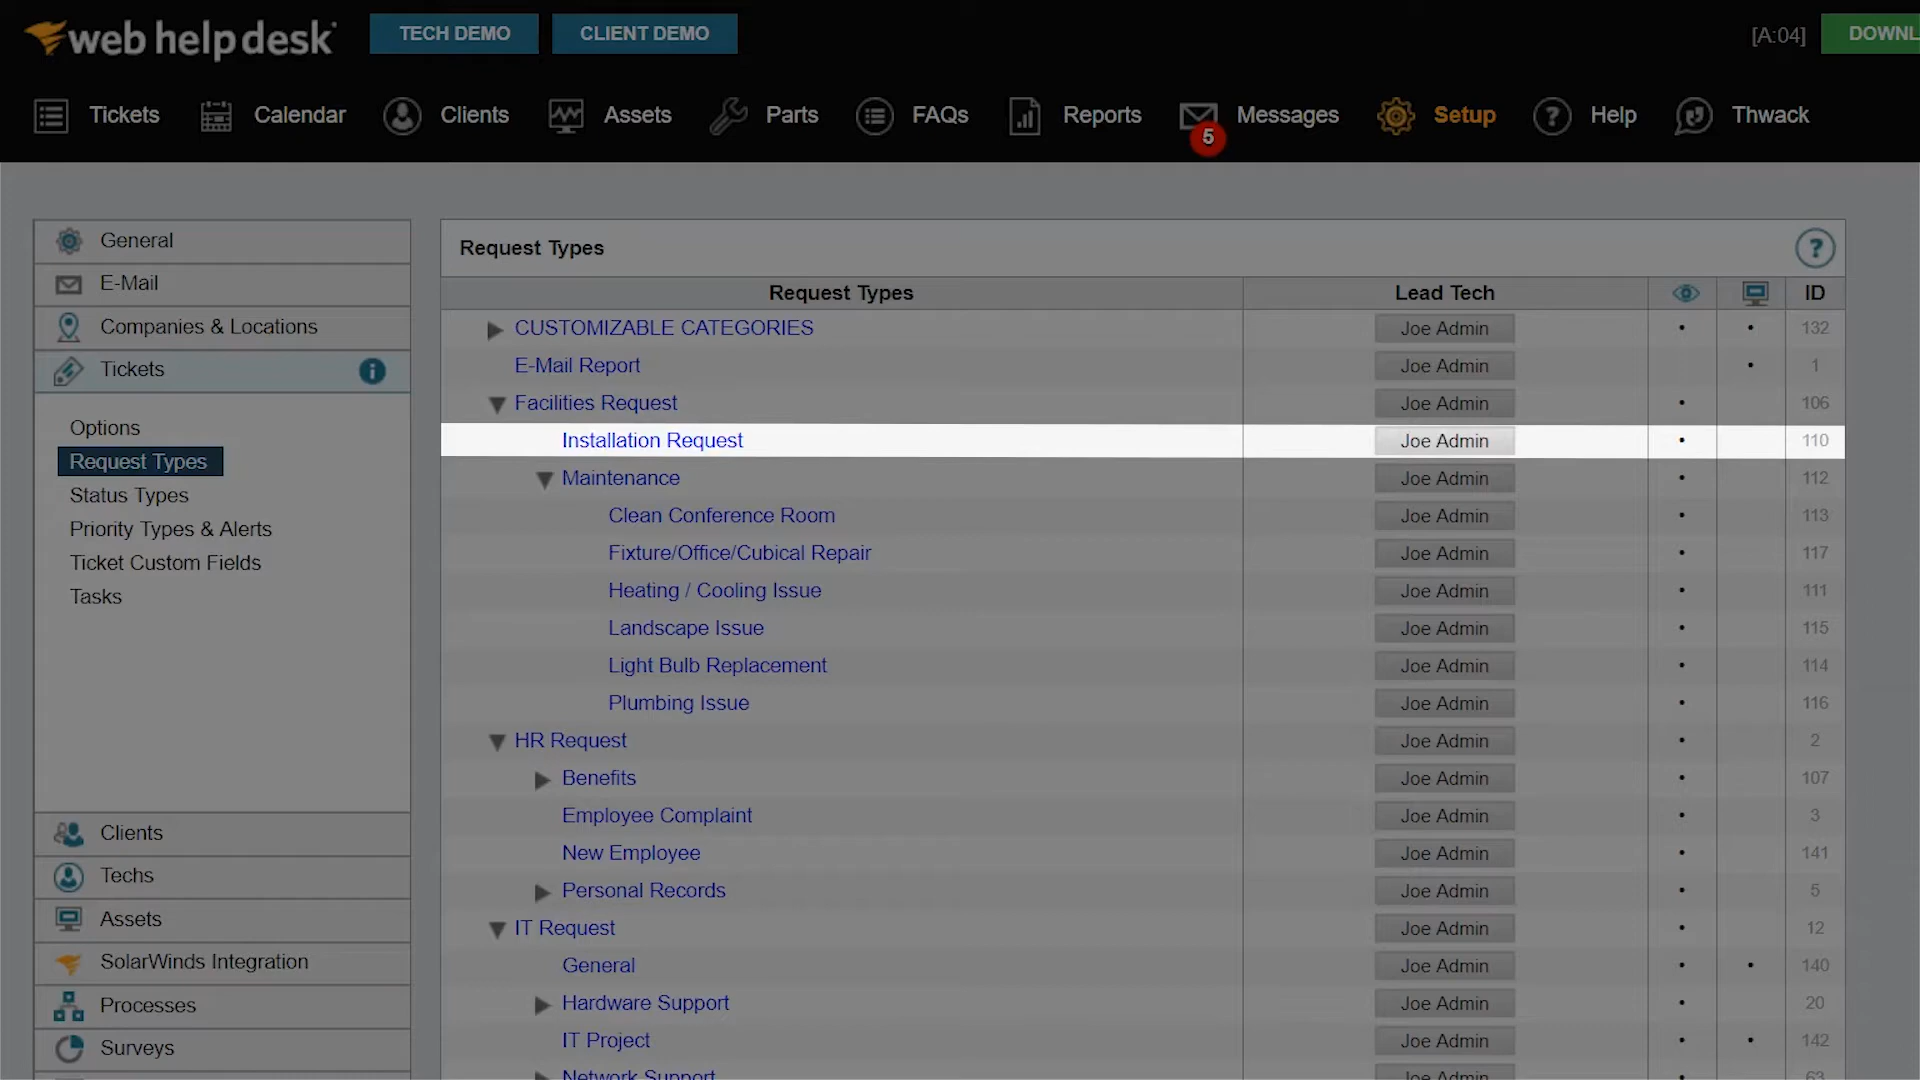 web help desk
TECH DEMO
CLIENT DEMO
[A:04]
DOWNL
Tickets
Calendar
Clients
Assets
Parts
FAQs
Reports
5
Messages
Setup
? Help
Thwack
General
E-Mail
Companies & Locations
Tickets
i
Options
Request Types
Status Types
Priority Types & Alerts
Ticket Custom Fields
Tasks
Clients
Techs
Assets
SolarWinds Integration
Processes
Surveys
Request Types
?
Request Types Lead Tech ID
CUSTOMIZABLE CATEGORIES Joe Admin • • 132
E-Mail Report Joe Admin • 1
Facilities Request Joe Admin • 106
Installation Request Joe Admin • 110
Maintenance Joe Admin • 112
Clean Conference Room Joe Admin • 113
Fixture/Office/Cubical Repair Joe Admin • 117
Heating / Cooling Issue Joe Admin • 111
Landscape Issue Joe Admin • 115
Light Bulb Replacement Joe Admin • 114
Plumbing Issue Joe Admin • 116
HR Request Joe Admin • 2
Benefits Joe Admin • 107
Employee Complaint Joe Admin • 3
New Employee Joe Admin • 141
Personal Records Joe Admin • 5
IT Request Joe Admin • 12
General Joe Admin • • 140
Hardware Support Joe Admin • 20
IT Project Joe Admin • • 142
Network Support Joe Admin • 63